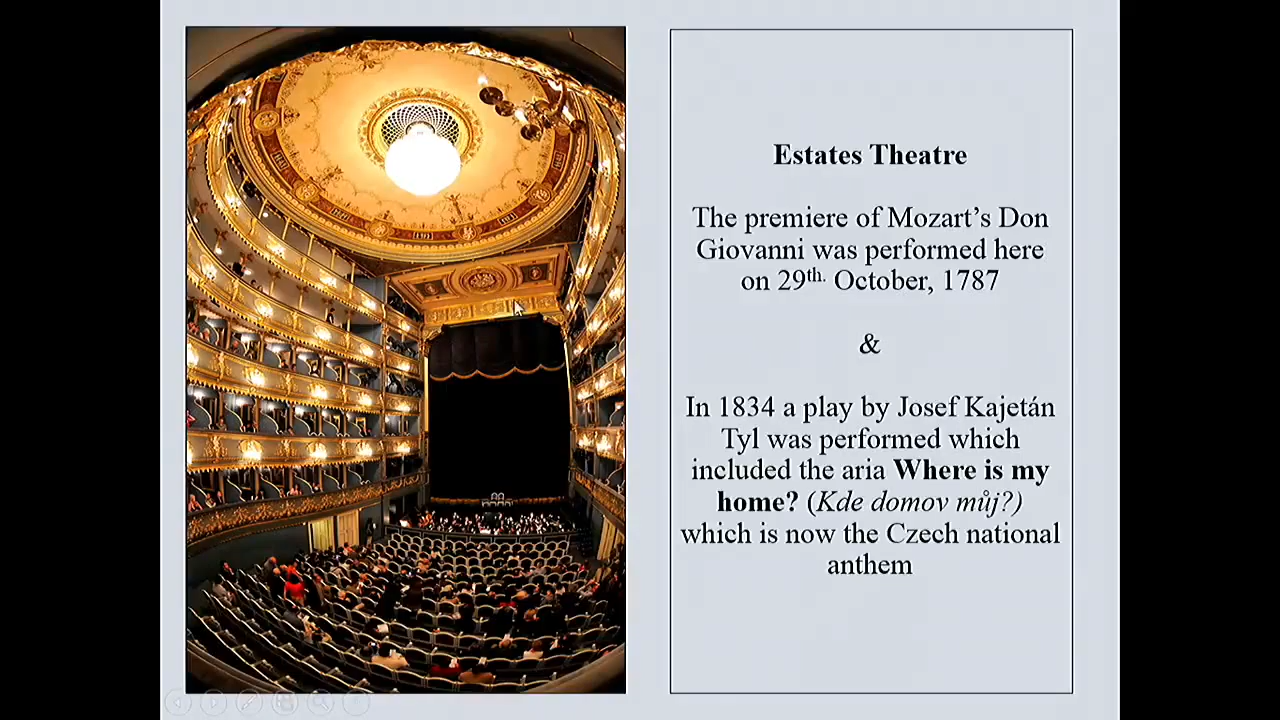 Estates Theatre
The premiere of Mozart’s Don
Giovanni was performed here
on 29th. October, 1787
&
In 1834 a play by Josef Kajetán
Tyl was performed which
included the aria Where is my
home? (Kde domov můj?)
which is now the Czech national
anthem